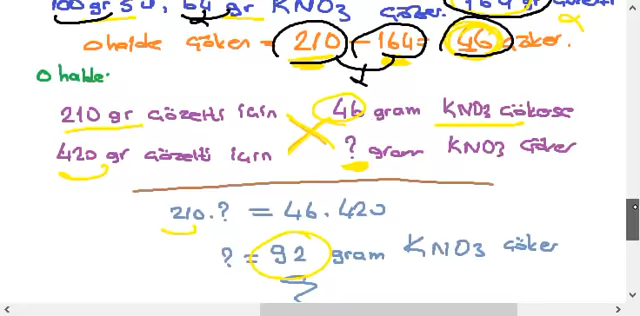 100 gr su, 64 gr KNO3 çözer 164 gr
O halde çöken = 210 - 164 = 46 çöker.
O halde.
210 gr çözelti için 46 gram KNO3 çökerse
420 gr çözelti için ? gram KNO3 çöker
210.? = 46.420
? = 92 gram KNO3 çöker